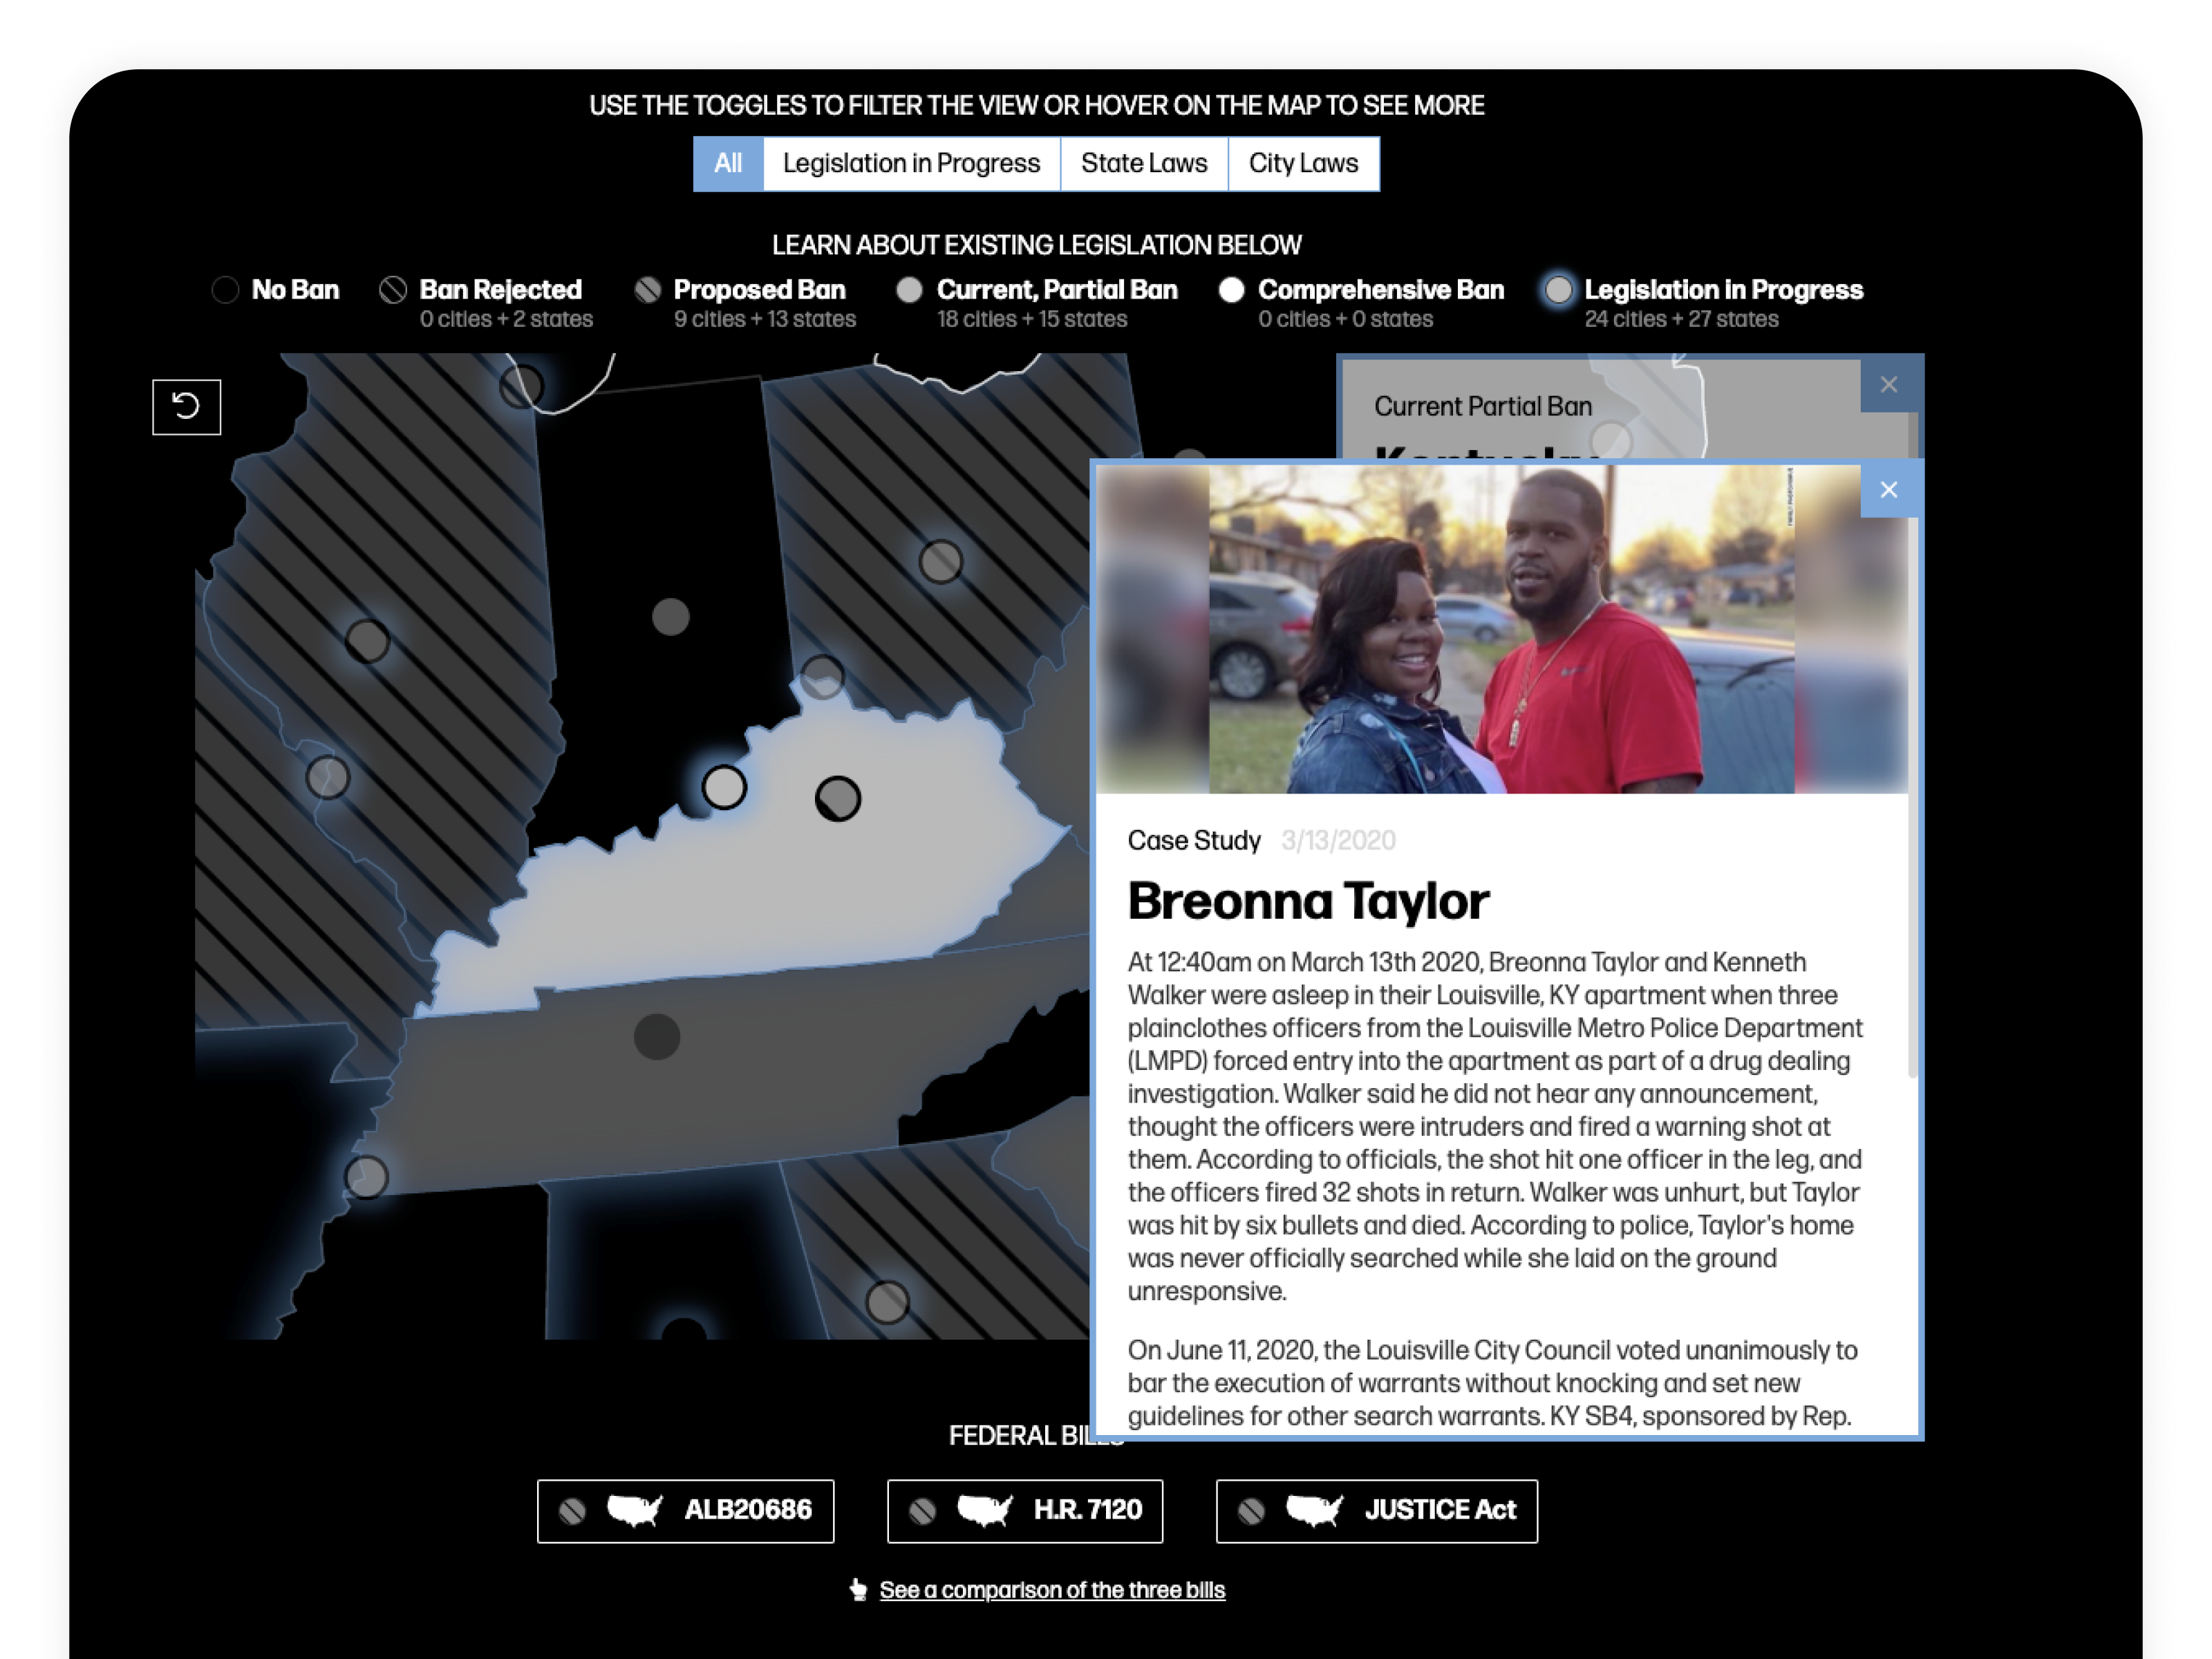 USE THE TOGGLES TO FILTER THE VIEW OR HOVER ON THE MAP TO SEE MORE
All
Legislation in Progress
State Laws
City Laws
LEARN ABOUT EXISTING LEGISLATION BELOW
No Ban
Ban Rejected
0 cities + 2 states
Proposed Ban
9 cities + 13 states
Current, Partial Ban
18 cities + 15 states
Comprehensive Ban
0 cities + 0 states
Legislation in Progress
24 cities + 27 states
Current Partial Ban
Kentucky
Case Study 3/13/2020
Breonna Taylor
At 12:40am on March 13th 2020, Breonna Taylor and Kenneth
Walker were asleep in their Louisville, KY apartment when three
plainclothes officers from the Louisville Metro Police Department
(LMPD) forced entry into the apartment as part of a drug dealing
investigation. Walker said he did not hear any announcement,
thought the officers were intruders and fired a warning shot at
them. According to officials, the shot hit one officer in the leg, and
the officers fired 32 shots in return. Walker was unhurt, but Taylor
was hit by six bullets and died. According to police, Taylor's home
was never officially searched while she laid on the ground
unresponsive.
On June 11, 2020, the Louisville City Council voted unanimously to
bar the execution of warrants without knocking and set new
guidelines for other search warrants. KY SB4, sponsored by Rep.
FEDERAL BILLS
ALB20686
H.R. 7120
JUSTICE Act
See a comparison of the three bills